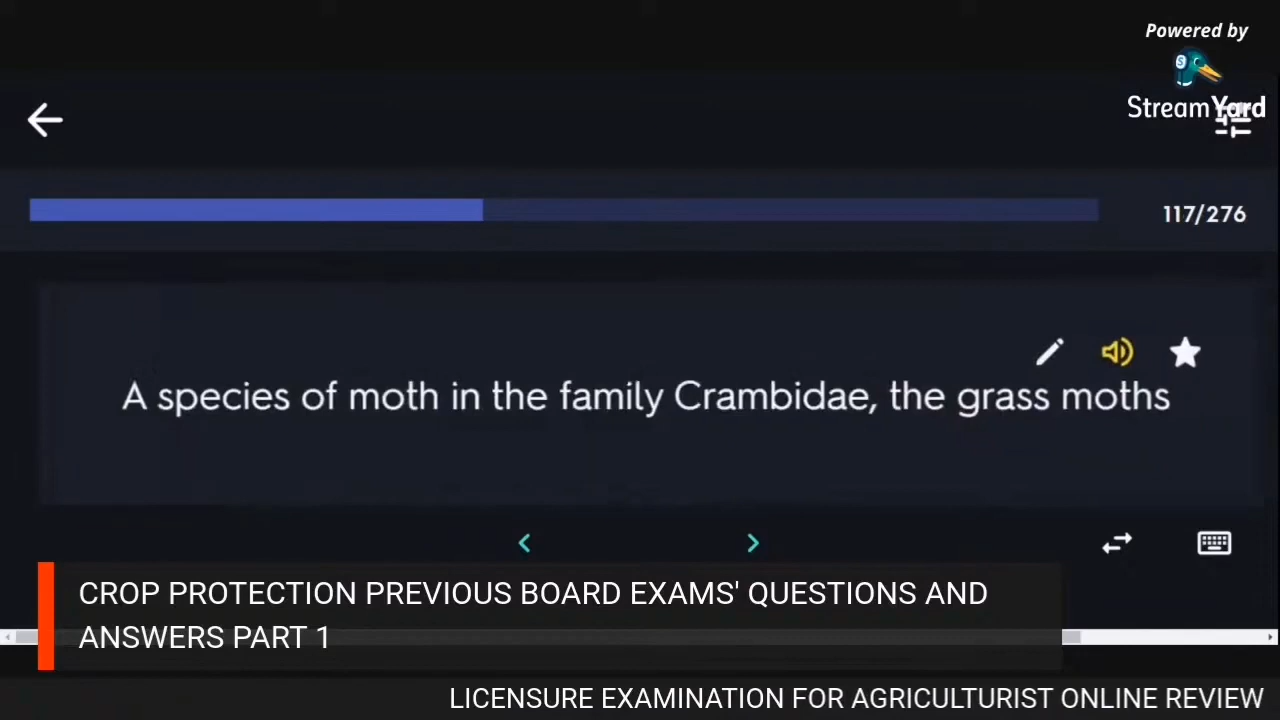 Powered by
StreamYard
117/276
A species of moth in the family Crambidae, the grass moths
CROP PROTECTION PREVIOUS BOARD EXAMS' QUESTIONS AND
ANSWERS PART 1
LICENSURE EXAMINATION FOR AGRICULTURIST ONLINE REVIEW